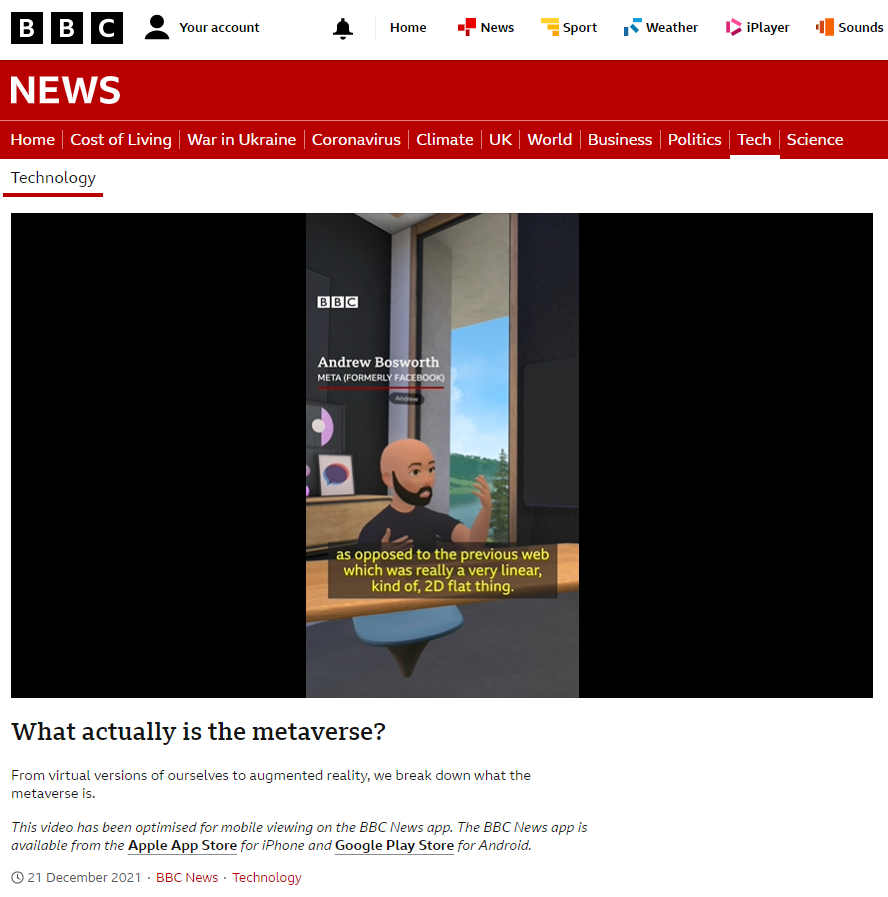 BBC Your account Home News Sport Weather iPlayer Sounds
NEWS
Home Cost of Living War in Ukraine Coronavirus Climate UK World Business Politics Tech Science
Technology
BBC
Andrew Bosworth
META (FORMERLY FACEBOOK)
Andrew
as opposed to the previous web
which was really a very linear,
kind of, 2D flat thing.
What actually is the metaverse?
From virtual versions of ourselves to augmented reality, we break down what the
metaverse is.
This video has been optimised for mobile viewing on the BBC News app. The BBC News app is
available from the Apple App Store for iPhone and Google Play Store for Android.
21 December 2021 · BBC News · Technology